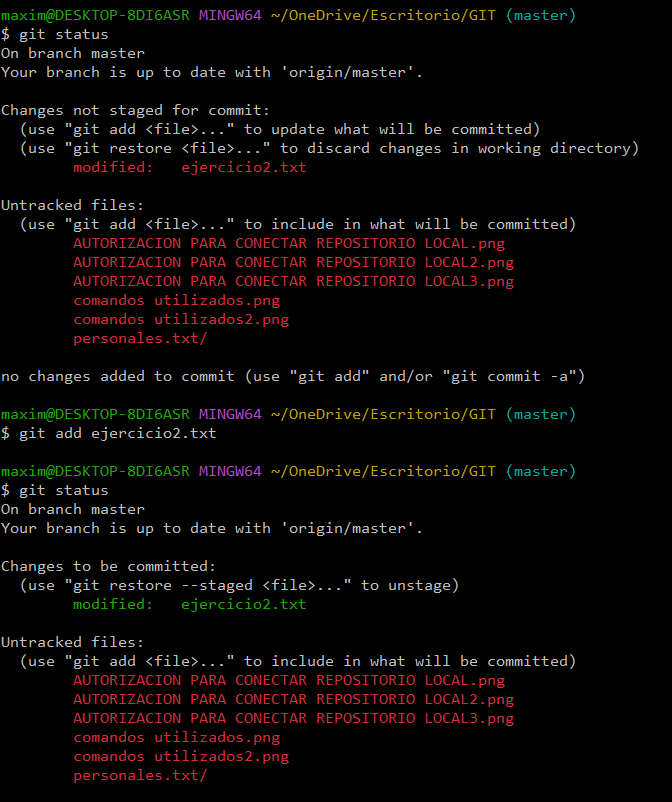 maxim@DESKTOP-8DI6ASR MINGW64 ~/OneDrive/Escritorio/GIT (master)
$ git status
On branch master
Your branch is up to date with 'origin/master'.

Changes not staged for commit:
  (use "git add <file>..." to update what will be committed)
  (use "git restore <file>..." to discard changes in working directory)
        modified:   ejercicio2.txt

Untracked files:
  (use "git add <file>..." to include in what will be committed)
        AUTORIZACION PARA CONECTAR REPOSITORIO LOCAL.png
        AUTORIZACION PARA CONECTAR REPOSITORIO LOCAL2.png
        AUTORIZACION PARA CONECTAR REPOSITORIO LOCAL3.png
        comandos utilizados.png
        comandos utilizados2.png
        personales.txt/

no changes added to commit (use "git add" and/or "git commit -a")

maxim@DESKTOP-8DI6ASR MINGW64 ~/OneDrive/Escritorio/GIT (master)
$ git add ejercicio2.txt

maxim@DESKTOP-8DI6ASR MINGW64 ~/OneDrive/Escritorio/GIT (master)
$ git status
On branch master
Your branch is up to date with 'origin/master'.

Changes to be committed:
  (use "git restore --staged <file>..." to unstage)
        modified:   ejercicio2.txt

Untracked files:
  (use "git add <file>..." to include in what will be committed)
        AUTORIZACION PARA CONECTAR REPOSITORIO LOCAL.png
        AUTORIZACION PARA CONECTAR REPOSITORIO LOCAL2.png
        AUTORIZACION PARA CONECTAR REPOSITORIO LOCAL3.png
        comandos utilizados.png
        comandos utilizados2.png
        personales.txt/